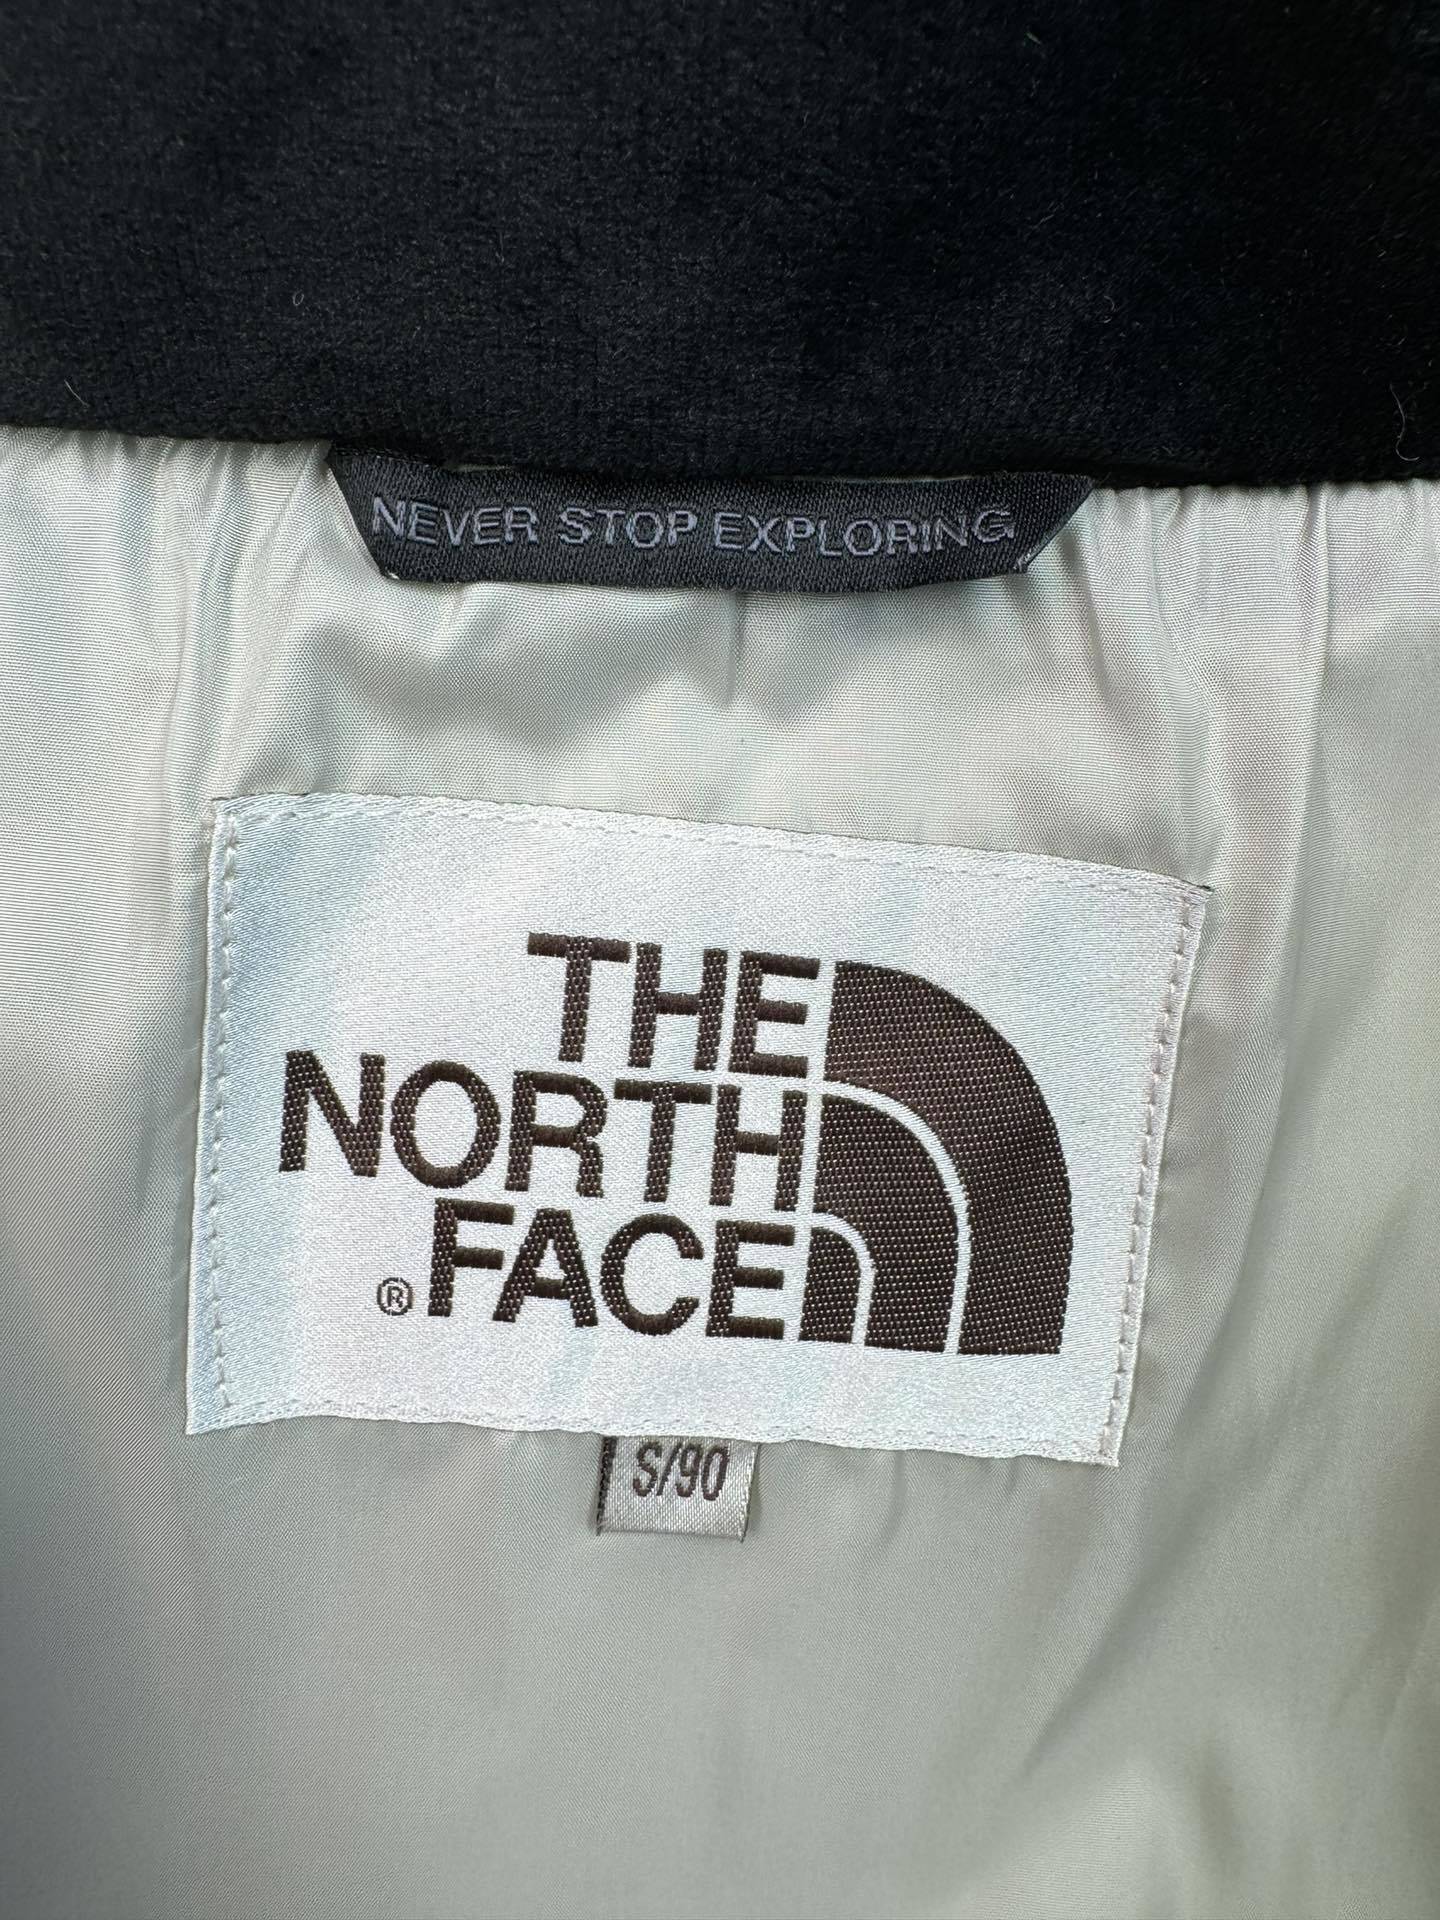 NEVER STOP EXPLORING
THE
NORTH
® FACE
S/90